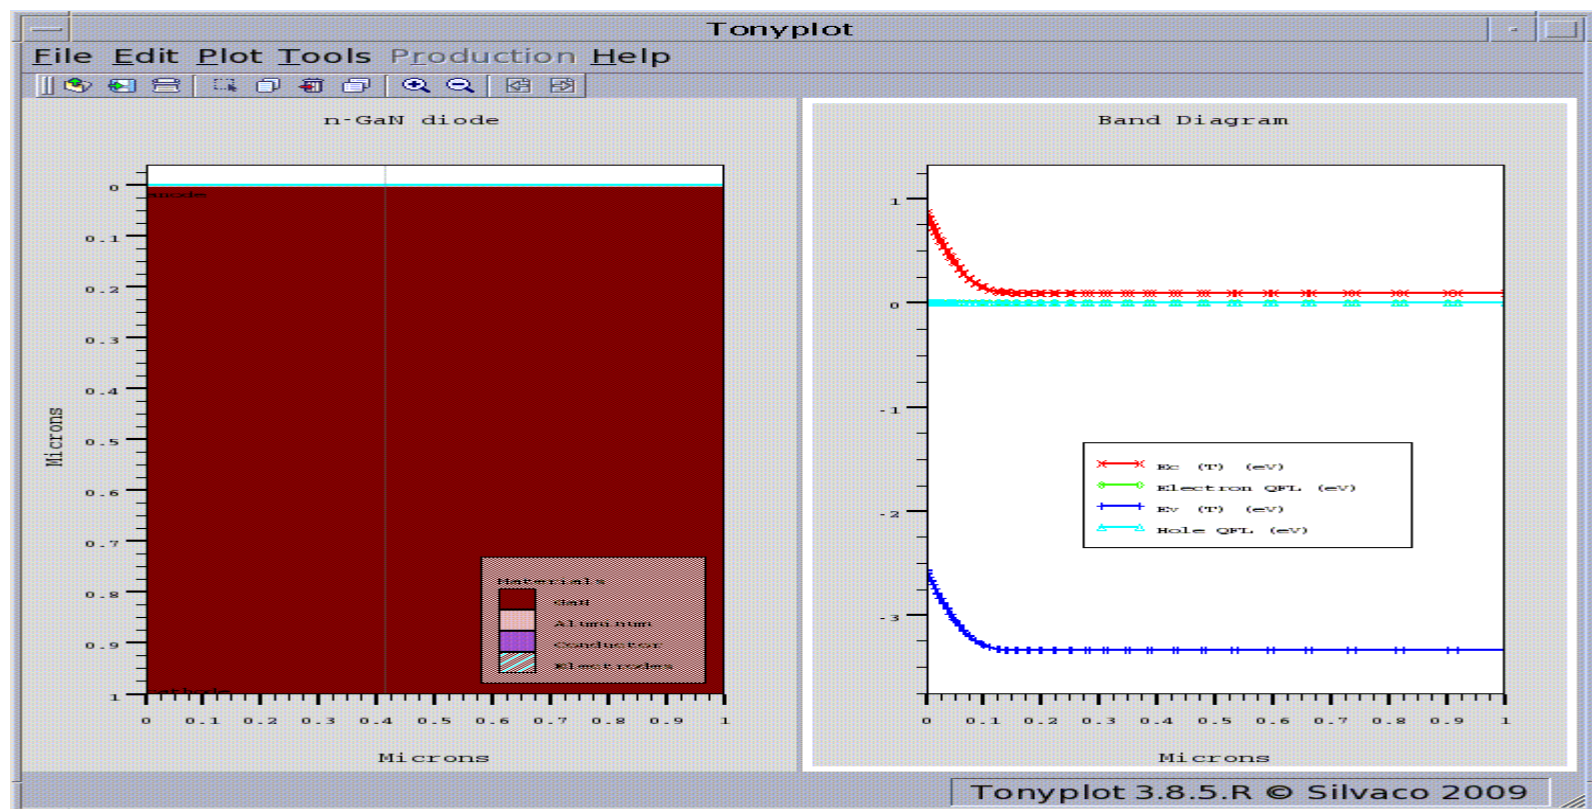 Tonyplot
File Edit Plot Tools Production Help
n-GaN diode
Microns
0
0.1
0.2
0.3
0.4
0.5
0.6
0.7
0.8
0.9
1
anode
cathode
Materials
GaN
Aluminum
Conductor
Electrodes
0 0.1 0.2 0.3 0.4 0.5 0.6 0.7 0.8 0.9 1
Microns
Band Diagram
1
0
-1
-2
-3
Ec (T) (eV)
Electron QFL (eV)
Ev (T) (eV)
Hole QFL (eV)
0 0.1 0.2 0.3 0.4 0.5 0.6 0.7 0.8 0.9 1
Microns
Tonyplot 3.8.5.R © Silvaco 2009